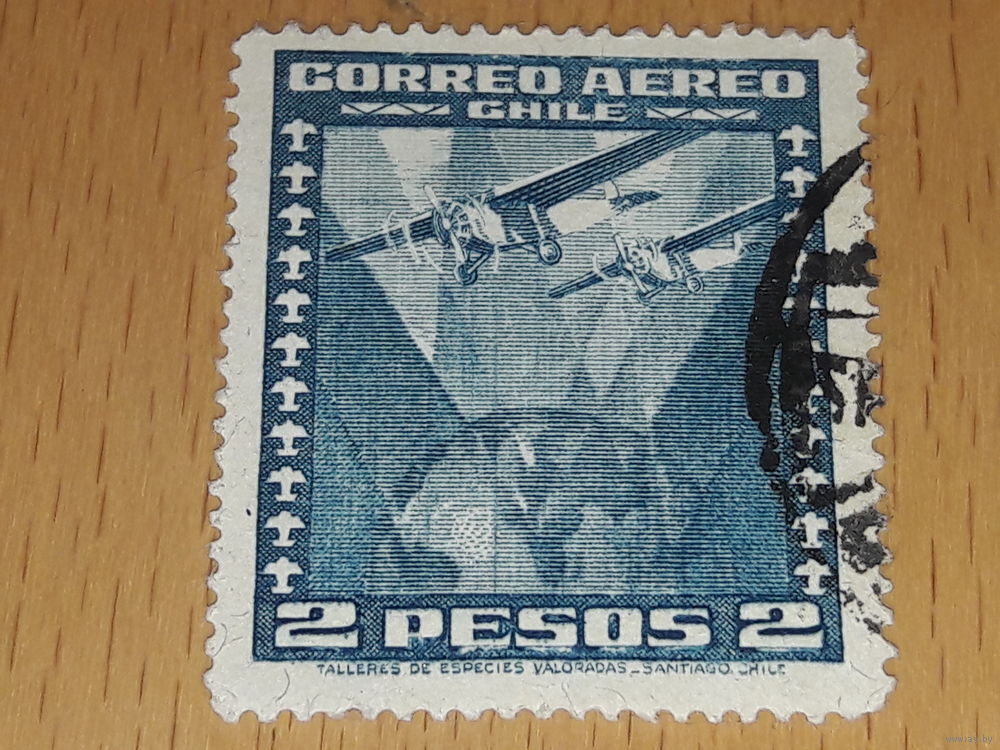 CORREO AEREO
CHILE
2 PESOS 2
TALLERES DE ESPECIES VALORADAS_SANTIAGO. CHILE